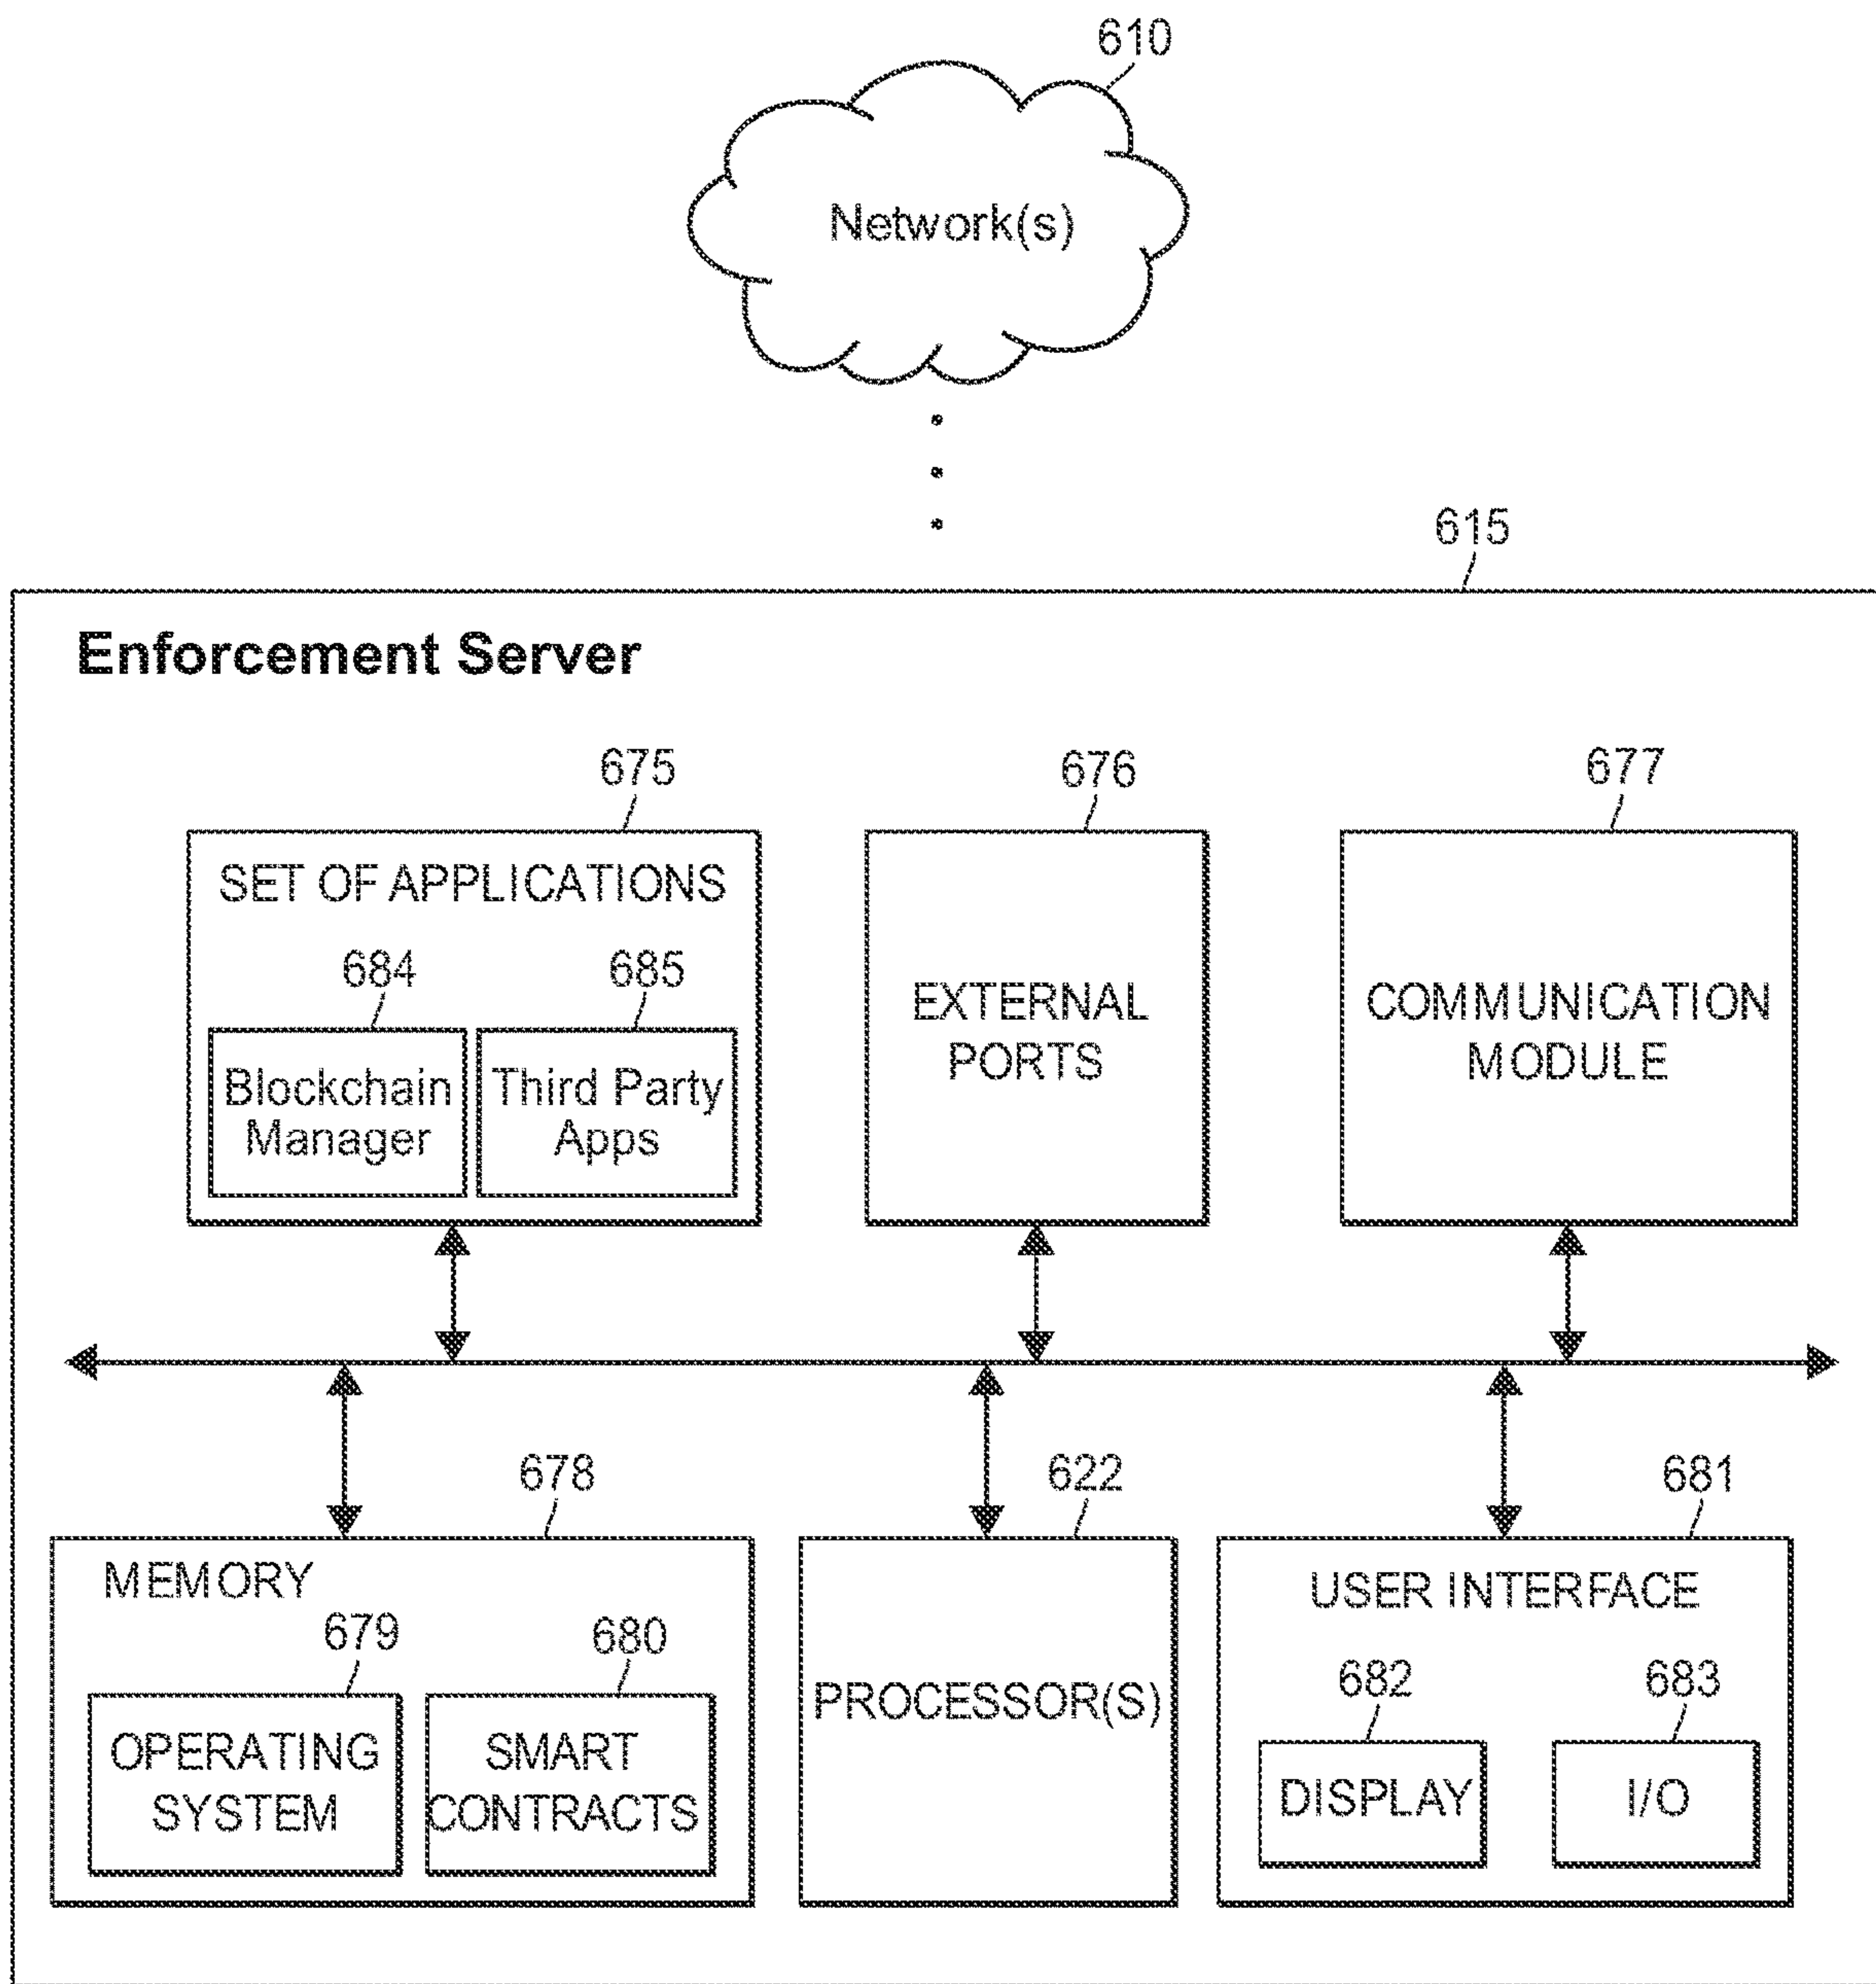 610
Network(s)
615
Enforcement Server
675
676
677
SET OF APPLICATIONS
684
685
Blockchain
Manager
Third Party
Apps
EXTERNAL
PORTS
COMMUNICATION
MODULE
678
622
681
MEMORY
679
680
OPERATING
SYSTEM
SMART
CONTRACTS
PROCESSOR(S)
USER INTERFACE
682
683
DISPLAY
I/O